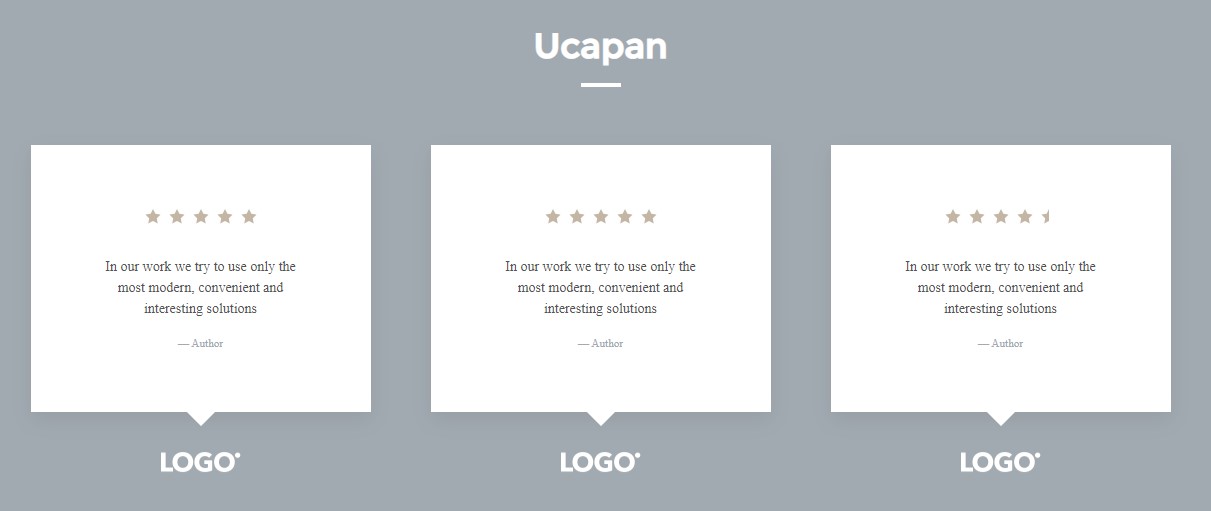 Ucapan
In our work we try to use only the
most modern, convenient and
interesting solutions
— Author
LOGO
In our work we try to use only the
most modern, convenient and
interesting solutions
— Author
LOGO
In our work we try to use only the
most modern, convenient and
interesting solutions
— Author
LOGO